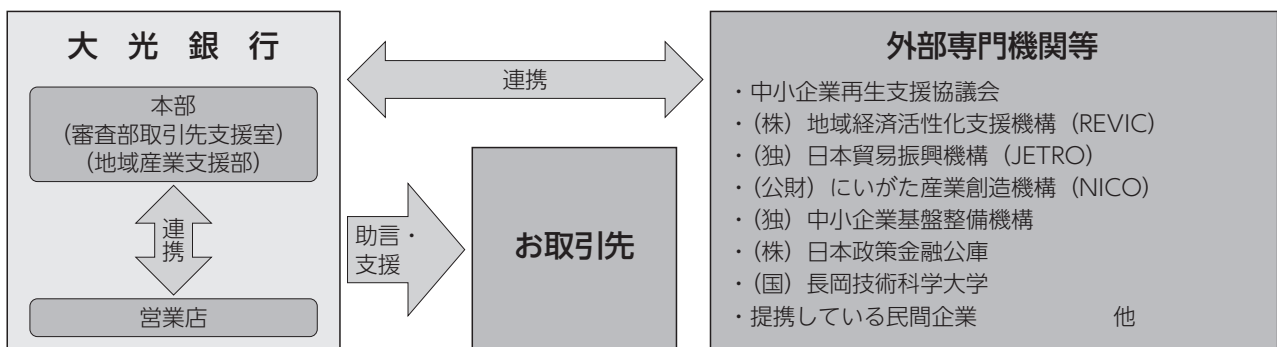 大光銀行
本部
（審査部取引先支援室）
（地域産業支援部）
連携
営業店
連携
助言・
支援
お取引先
外部専門機関等
・中小企業再生支援協議会
・（株）地域経済活性化支援機構（REVIC）
・（独）日本貿易振興機構（JETRO）
・（公財）にいがた産業創造機構（NICO）
・（独）中小企業基盤整備機構
・（株）日本政策金融公庫
・（国）長岡技術科学大学
・提携している民間企業　　　　　他